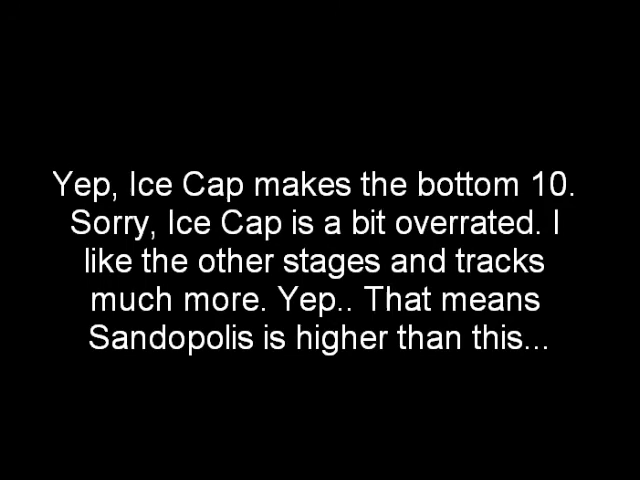 Yep, Ice Cap makes the bottom 10.
Sorry, Ice Cap is a bit overrated. I
like the other stages and tracks
much more. Yep.. That means
Sandopolis is higher than this...